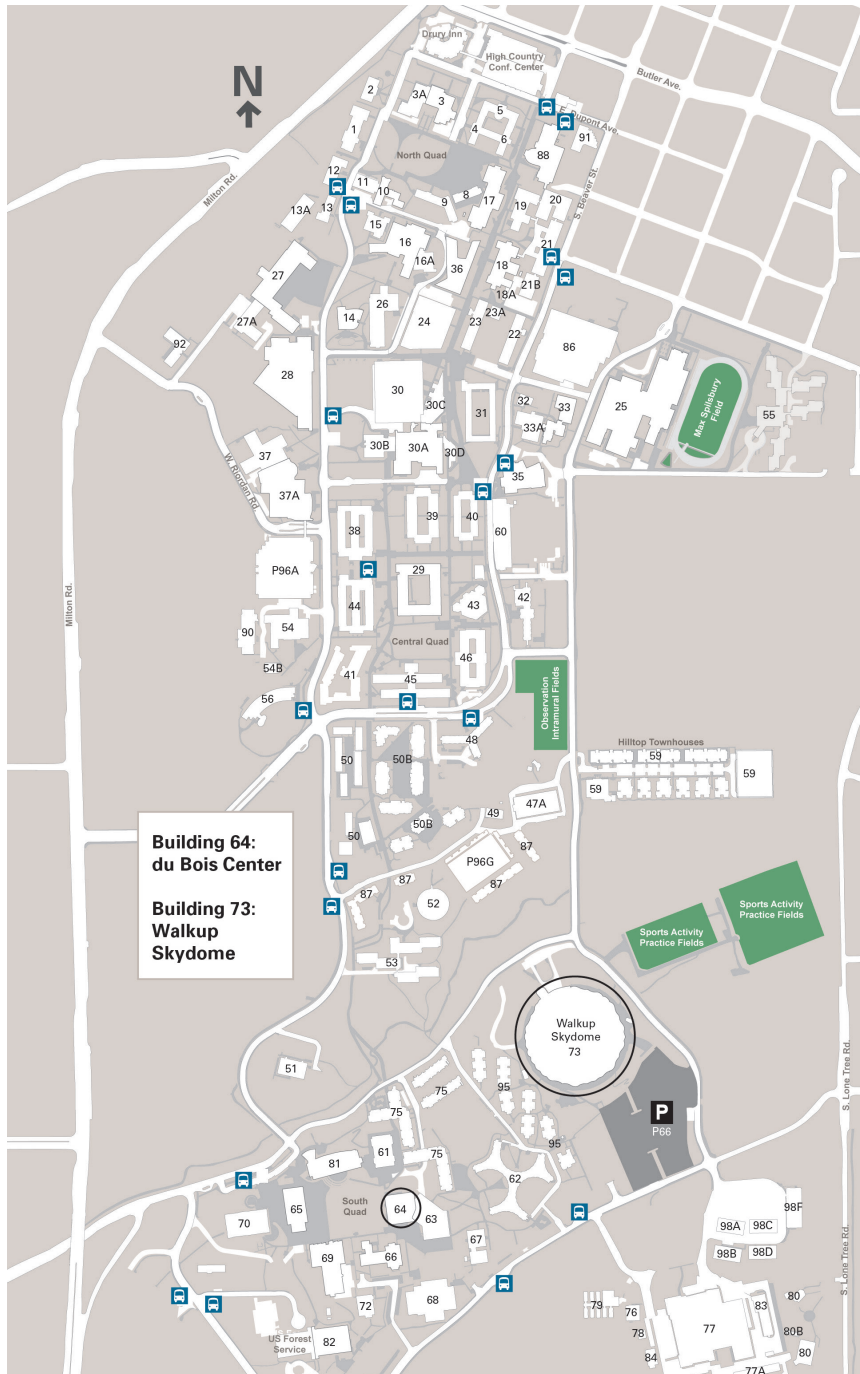 Drury Inn
High Country
Conf. Center
Butler Ave.
N
2
3A
3
5
E. Dupont Ave.
1
4
6
91
88
North Quad
S. Beaver St.
Milton Rd.
12
11
10
8
17
9
13
13A
19
20
15
16
21
16A
36
18
27
21B
18A
26
23A
14
24
23
22
27A
86
92
28
Max Spilsbury
Field
30
30C
31
32
33
25
55
33A
30B
30A
30D
37
35
W. Riordan Rd.
37A
39
40
38
60
P96A
29
44
43
42
Milton Rd.
90
54
Central Quad
46
54B
41
45
56
Observation
Intramural Fields
48
Hilltop Townhouses
50
50B
59
59
59
47A
49
50
50B
Building 64:
du Bois Center
Building 73:
Walkup
Skydome
87
P96G
87
87
87
52
Sports Activity
Practice Fields
Sports Activity
Practice Fields
53
Walkup
Skydome
73
S. Lone Tree Rd.
51
75
95
75
P
P66
95
61
75
81
62
South
Quad
64
65
63
70
98F
98A
98C
67
98B
98D
69
66
S. Lone Tree Rd.
80
79
83
72
68
76
77
78
80B
US Forest
Service
82
84
80
77A